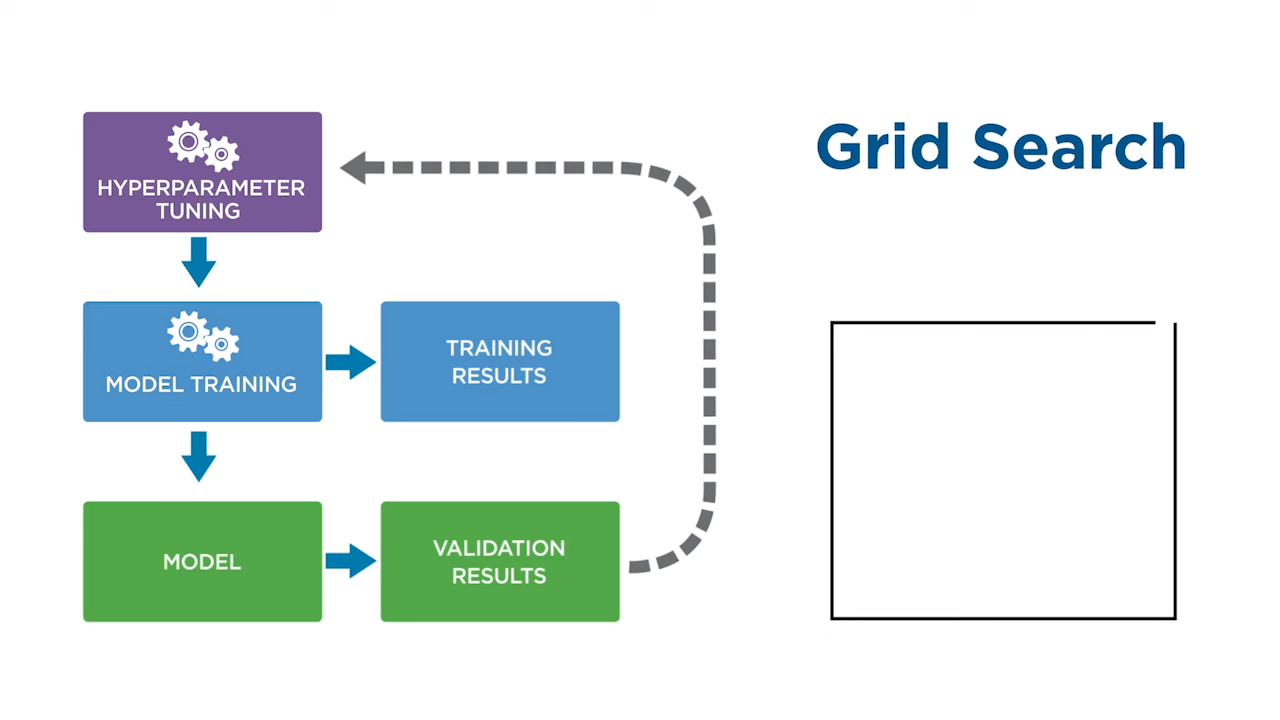 Grid Search
HYPERPARAMETER
TUNING
MODEL TRAINING
TRAINING
RESULTS
MODEL
VALIDATION
RESULTS